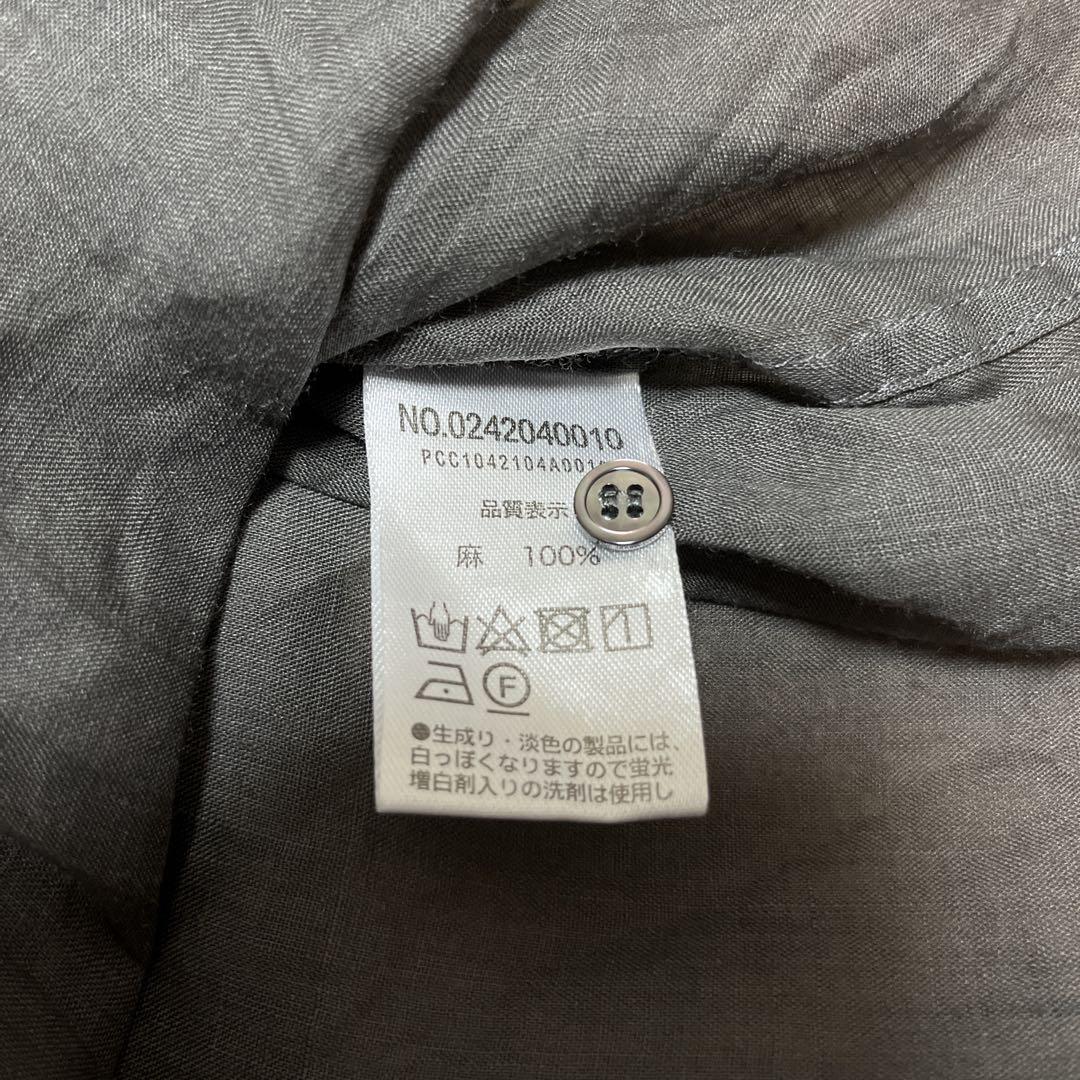 NO.0242040010
PCC1042104A001
品質表示
麻 100%
F
●生成り・淡色の製品には、
白っぽくなりますので蛍光
増白剤入りの洗剤は使用し